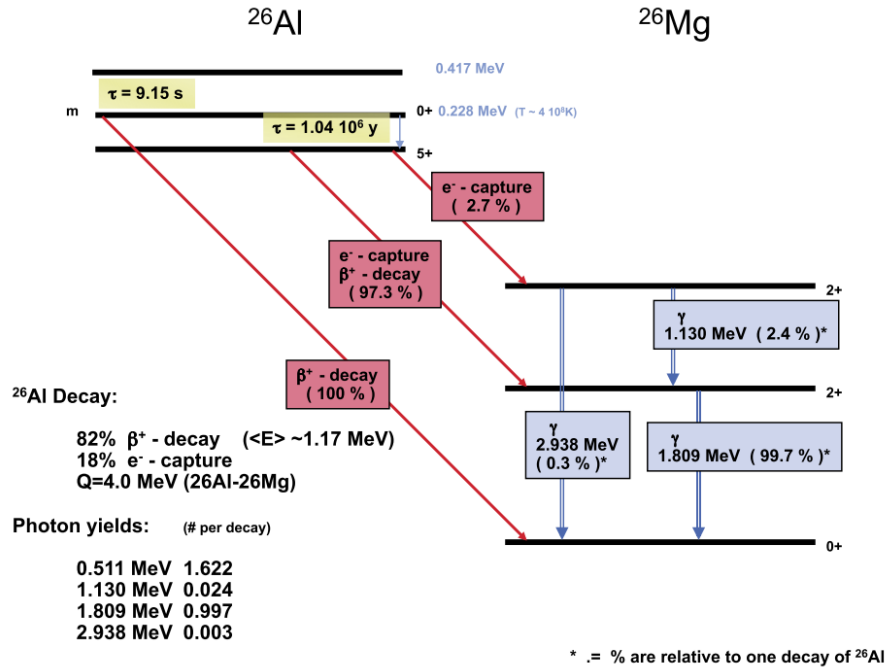 ²⁶Al
²⁶Mg
0.417 MeV
τ = 9.15 s
m
0+
0.228 MeV (T ~ 4 10⁸K)
τ = 1.04 10⁶ y
5+
e⁻ - capture
( 2.7 % )
e⁻ - capture
β⁺ - decay
( 97.3 % )
2+
γ
1.130 MeV ( 2.4 % )*
β⁺ - decay
( 100 % )
2+
γ
2.938 MeV
( 0.3 % )*
γ
1.809 MeV ( 99.7 % )*
0+
²⁶Al Decay:
82% β⁺ - decay (<E> ~1.17 MeV)
18% e⁻ - capture
Q=4.0 MeV (26Al-26Mg)
Photon yields: (# per decay)
0.511 MeV 1.622
1.130 MeV 0.024
1.809 MeV 0.997
2.938 MeV 0.003
* .= % are relative to one decay of ²⁶Al